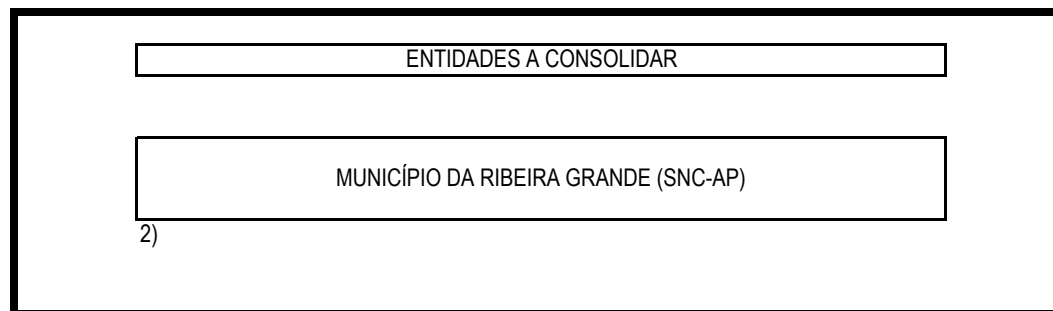 ENTIDADES A CONSOLIDAR
MUNICÍPIO DA RIBEIRA GRANDE (SNC-AP)
2)